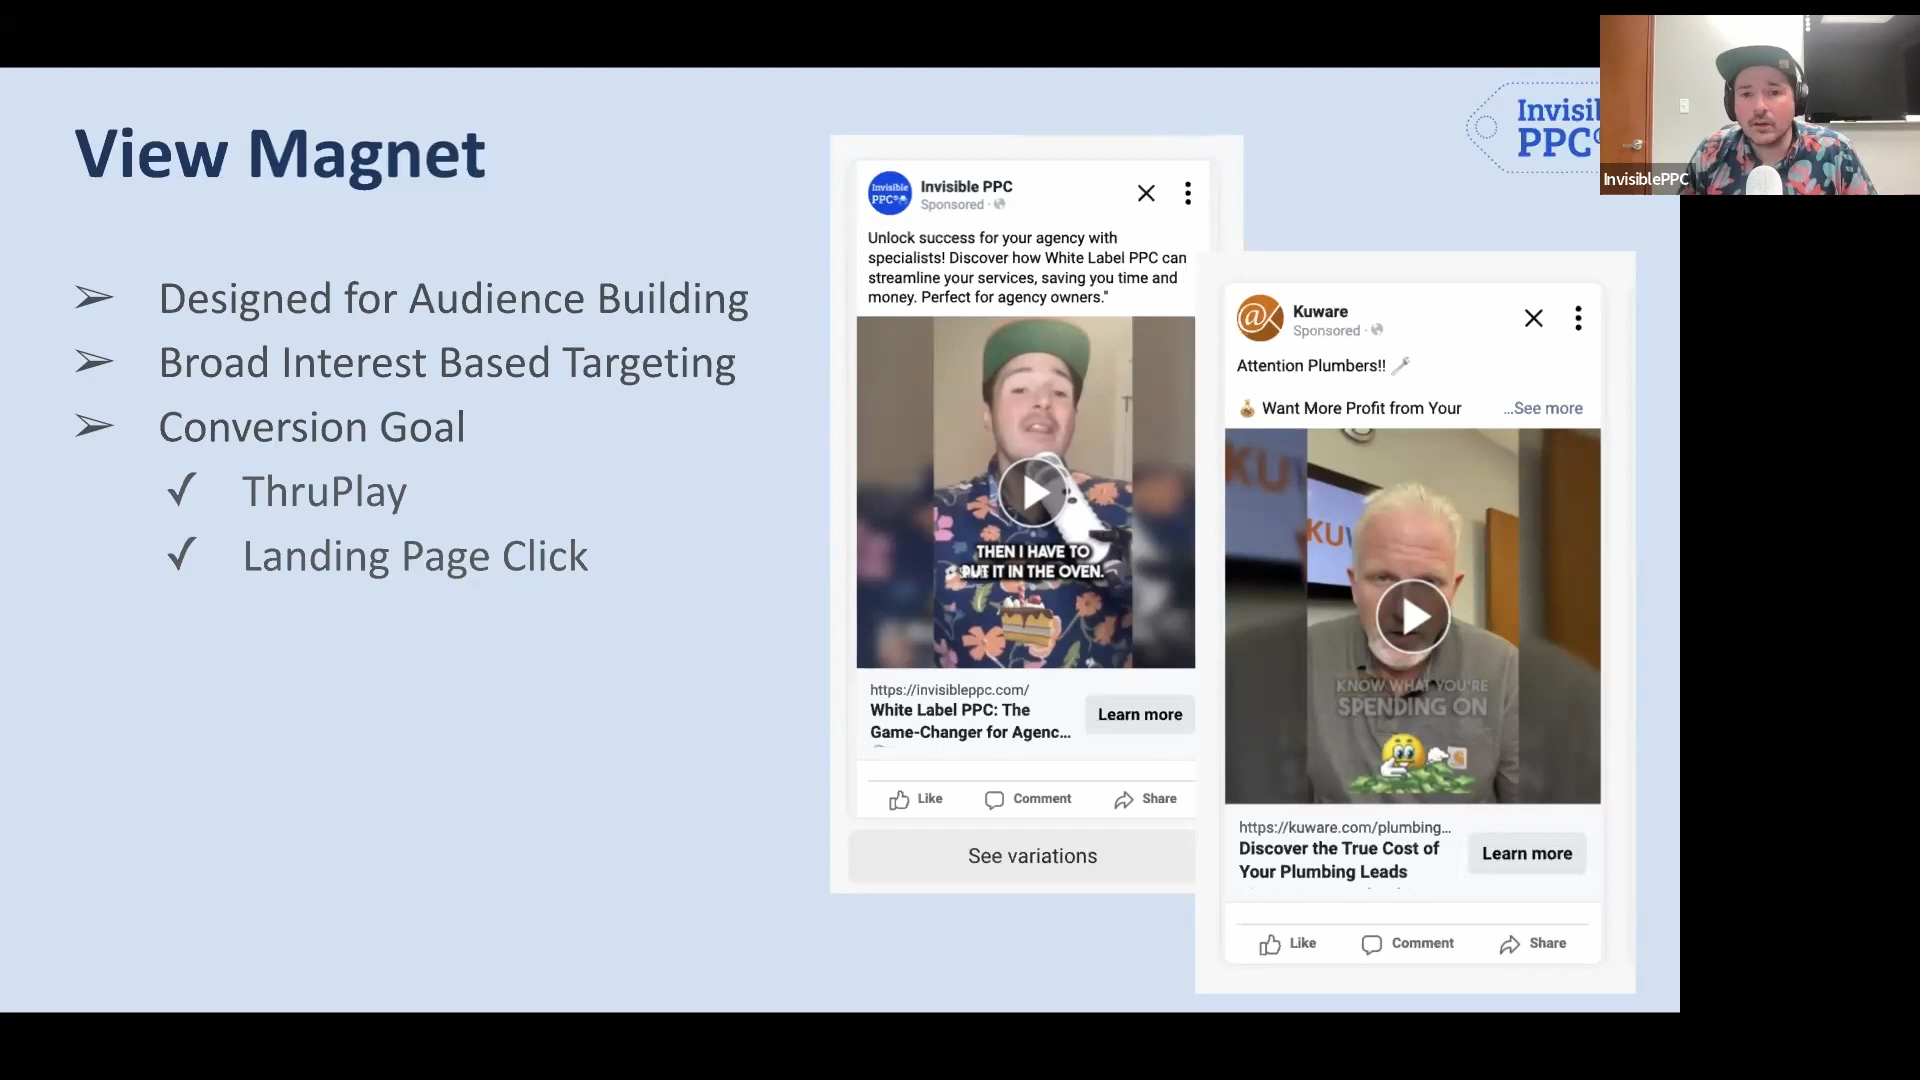 View Magnet
➢ Designed for Audience Building
➢ Broad Interest Based Targeting
➢ Conversion Goal
✓ ThruPlay
✓ Landing Page Click
Invisible PPC
Sponsored ·
Unlock success for your agency with
specialists! Discover how White Label PPC can
streamline your services, saving you time and
money. Perfect for agency owners."
THEN I HAVE TO
PUT IT IN THE OVEN.
https://invisibleppc.com/
White Label PPC: The
Game-Changer for Agenc...
Learn more
Like Comment Share
See variations
Kuware
Sponsored ·
Attention Plumbers!!
Want More Profit from Your ...See more
KNOW WHAT YOU'RE
SPENDING ON
https://kuware.com/plumbing...
Discover the True Cost of
Your Plumbing Leads
Learn more
Like Comment Share
PPC
InvisiblePPC